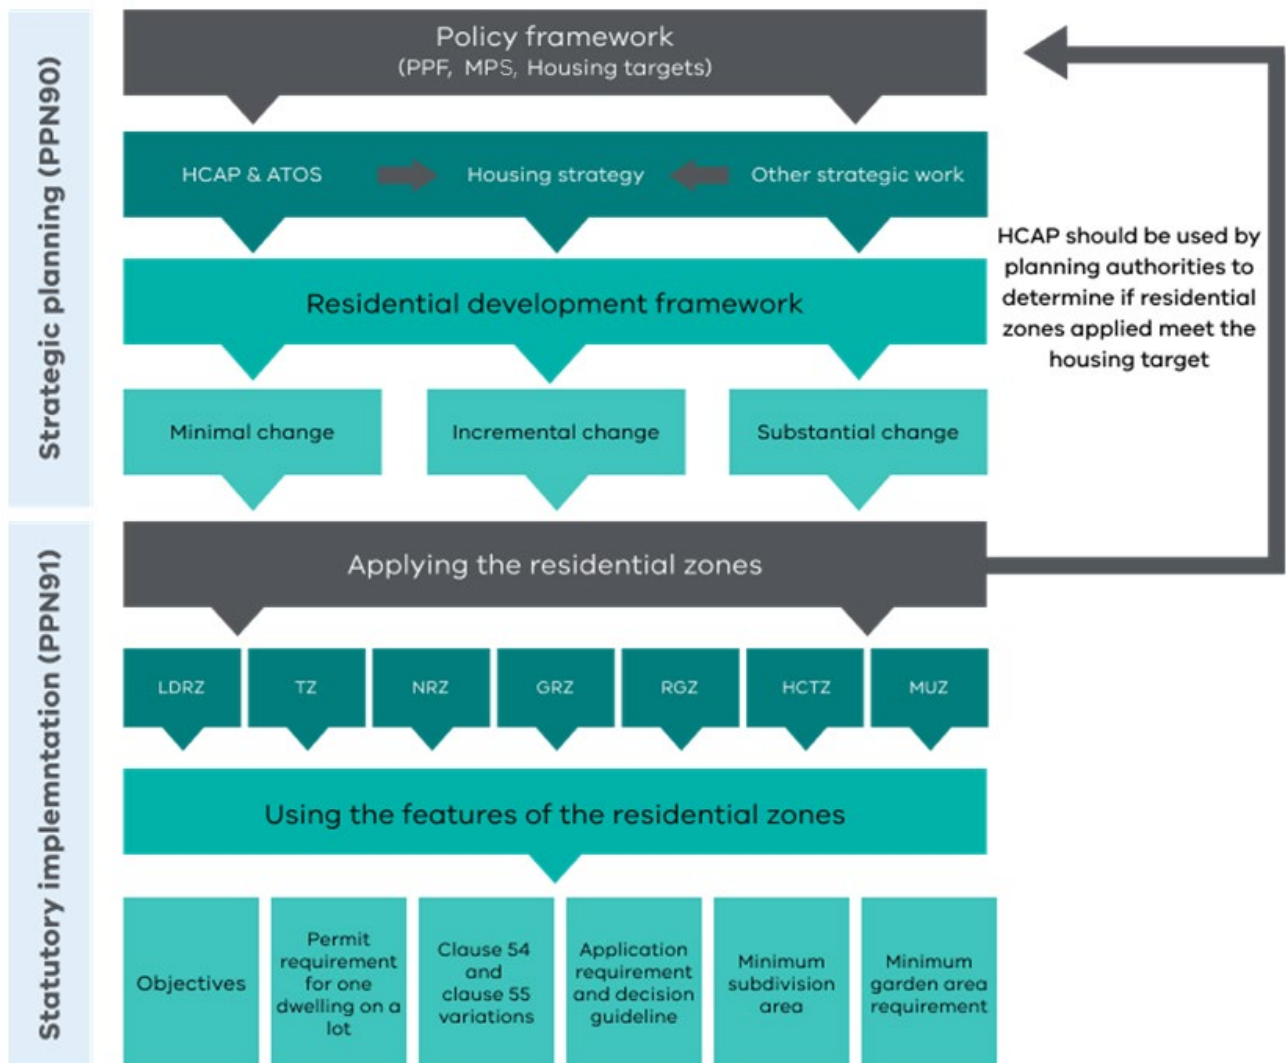 Strategic planning (PPN90)
Policy framework
(PPF, MPS, Housing targets)
HCAP & ATOS
Housing strategy
Other strategic work
Residential development framework
Minimal change
Incremental change
Substantial change
HCAP should be used by
planning authorities to
determine if residential
zones applied meet the
housing target
Statutory implemntation (PPN91)
Applying the residential zones
LDRZ
TZ
NRZ
GRZ
RGZ
HCTZ
MUZ
Using the features of the residential zones
Objectives
Permit
requirement
for one
dwelling on a
lot
Clause 54
and
clause 55
variations
Application
requirement
and decision
guideline
Minimum
subdivision
area
Minimum
garden area
requirement